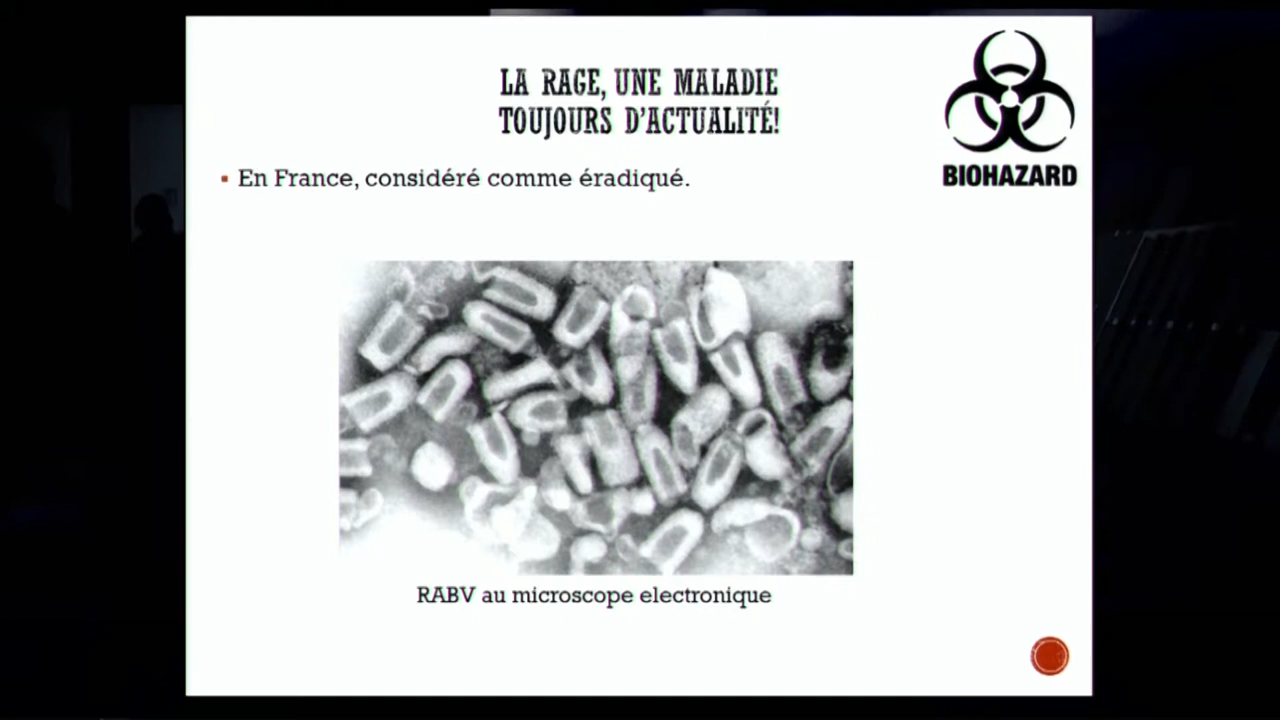 LA RAGE, UNE MALADIE
TOUJOURS D'ACTUALITÉ!
BIOHAZARD
En France, considéré comme éradiqué.
RABV au microscope electronique